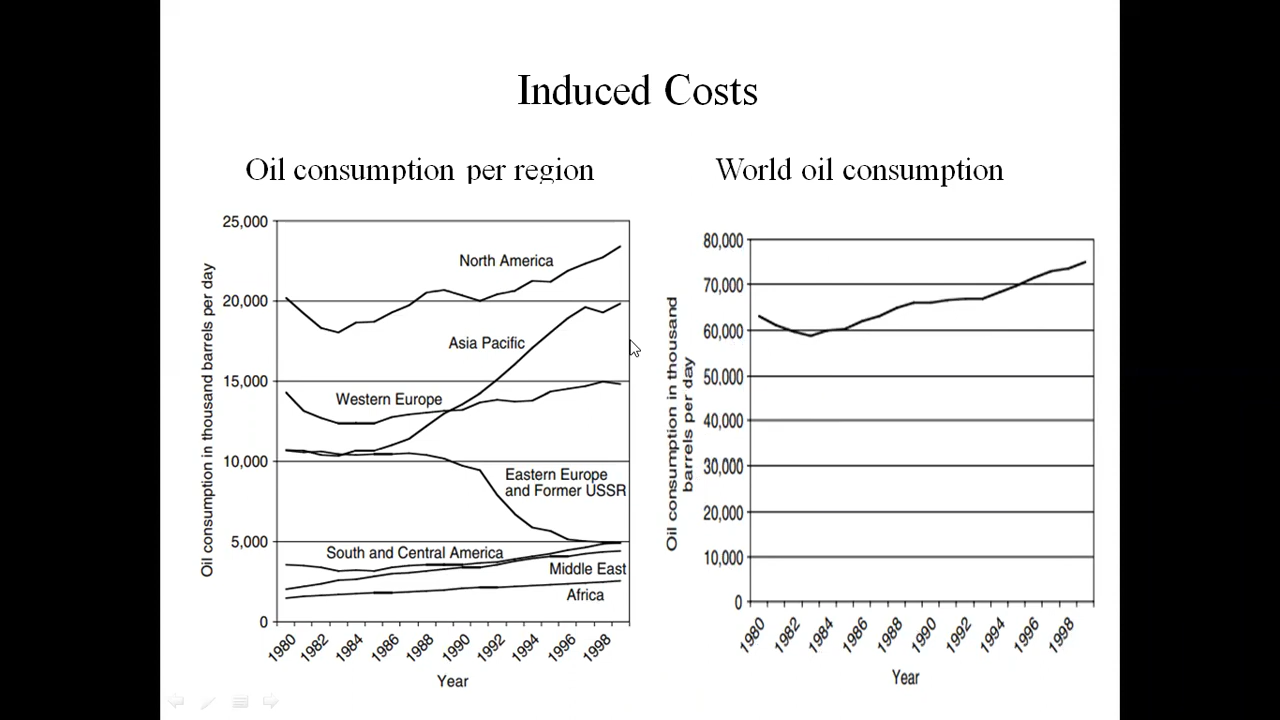 Induced Costs
Oil consumption per region
World oil consumption
25,000
20,000
15,000
10,000
5,000
0
Oil consumption in thousand barrels per day
North America
Asia Pacific
Western Europe
Eastern Europe
and Former USSR
South and Central America
Middle East
Africa
1980
1982
1984
1986
1988
1990
1992
1994
1996
1998
Year
80,000
70,000
60,000
50,000
40,000
30,000
20,000
10,000
0
Oil consumption in thousand
barrels per day
1980
1982
1984
1986
1988
1990
1992
1994
1996
1998
Year